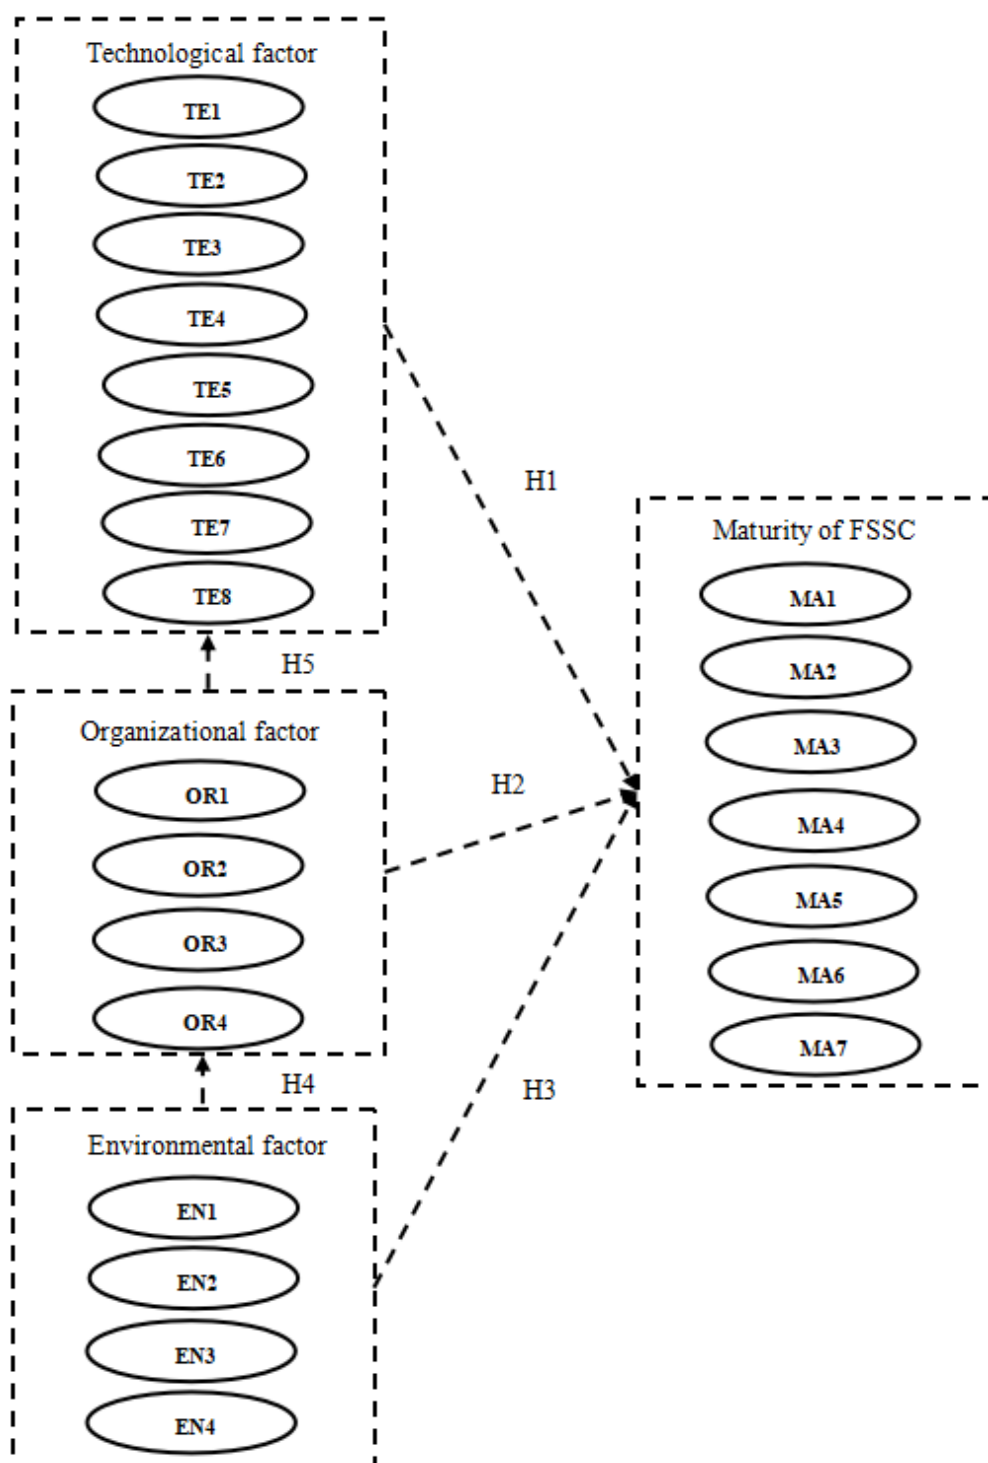 Technological factor
TE1
TE2
TE3
TE4
TE5
TE6
TE7
TE8
H1
H5
Organizational factor
OR1
OR2
OR3
OR4
H2
H4
Environmental factor
EN1
EN2
EN3
EN4
H3
Maturity of FSSC
MA1
MA2
MA3
MA4
MA5
MA6
MA7